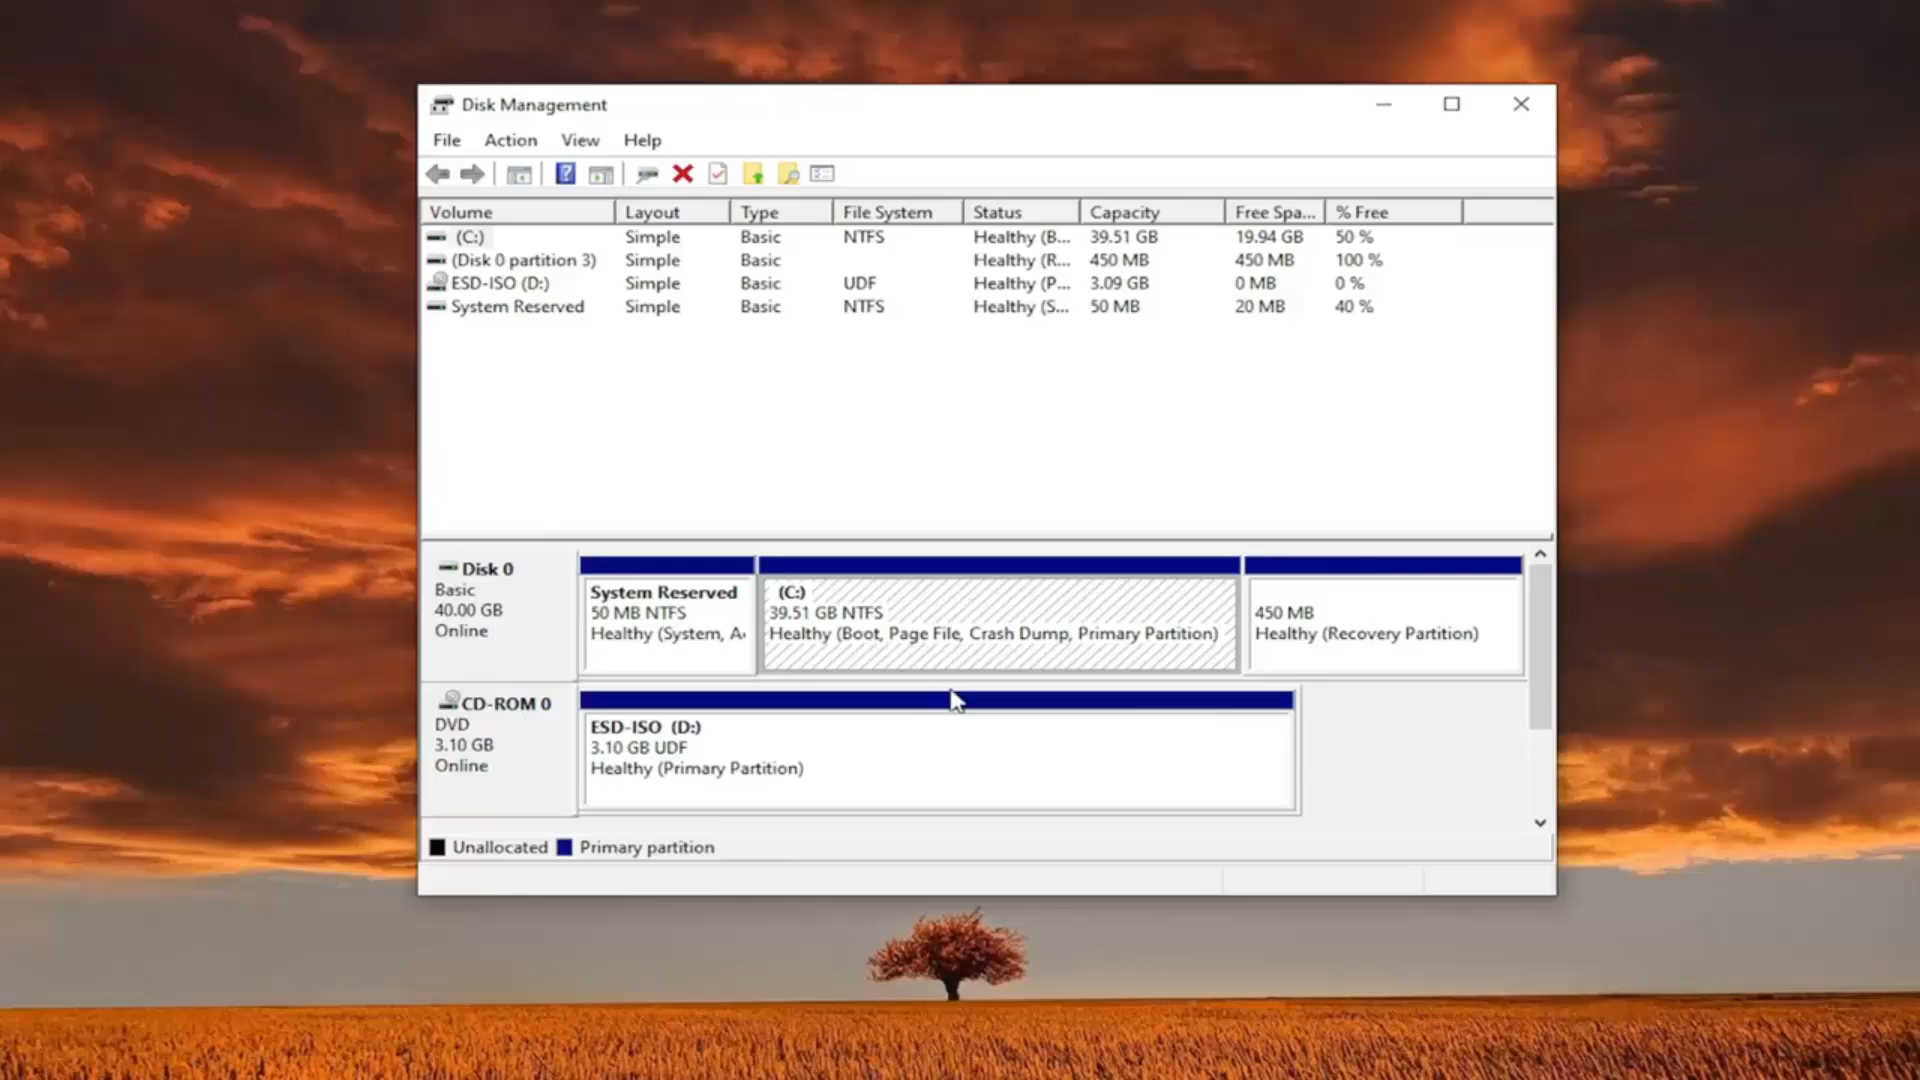 Disk Management
File Action View Help
Volume Layout Type File System Status Capacity Free Spa... % Free
(C:) Simple Basic NTFS Healthy (B... 39.51 GB 19.94 GB 50 %
(Disk 0 partition 3) Simple Basic Healthy (R... 450 MB 450 MB 100 %
ESD-ISO (D:) Simple Basic UDF Healthy (P... 3.09 GB 0 MB 0 %
System Reserved Simple Basic NTFS Healthy (S... 50 MB 20 MB 40 %
Disk 0
Basic
40.00 GB
Online
System Reserved
50 MB NTFS
Healthy (System, A
(C:)
39.51 GB NTFS
Healthy (Boot, Page File, Crash Dump, Primary Partition)
450 MB
Healthy (Recovery Partition)
CD-ROM 0
DVD
3.10 GB
Online
ESD-ISO (D:)
3.10 GB UDF
Healthy (Primary Partition)
Unallocated Primary partition